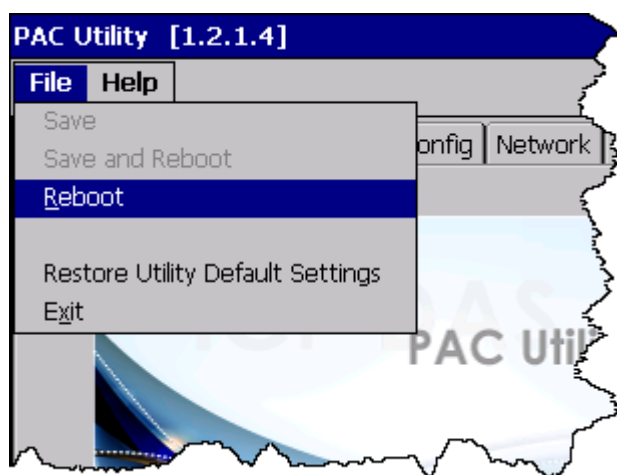 PAC Utility [1.2.1.4]
File Help
Save
Save and Reboot
onfig Network
Reboot
Restore Utility Default Settings
Exit
PAC Util